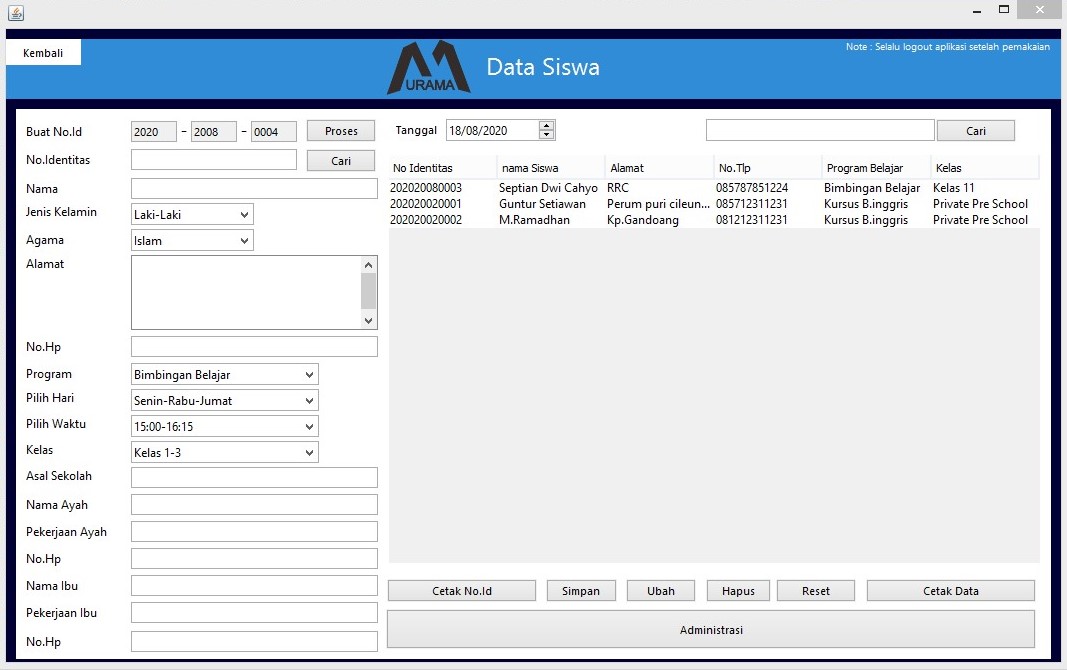 Kembali
URAMA
Data Siswa
Note : Selalu logout aplikasi setelah pemakaian
Buat No.Id 2020 - 2008 - 0004 Proses
Tanggal 18/08/2020 Cari
No.Identitas Cari
Nama
Jenis Kelamin Laki-Laki
Agama Islam
Alamat
No.Hp
Program Bimbingan Belajar
Pilih Hari Senin-Rabu-Jumat
Pilih Waktu 15:00-16:15
Kelas Kelas 1-3
Asal Sekolah
Nama Ayah
Pekerjaan Ayah
No.Hp
Nama Ibu
Pekerjaan Ibu
No.Hp
No Identitas nama Siswa Alamat No.Tlp Program Belajar Kelas
202020080003 Septian Dwi Cahyo RRC 085787851224 Bimbingan Belajar Kelas 11
202020020001 Guntur Setiawan Perum puri cileun... 085712311231 Kursus B.inggris Private Pre School
202020020002 M.Ramadhan Kp.Gandoang 081212311231 Kursus B.inggris Private Pre School
Cetak No.Id Simpan Ubah Hapus Reset Cetak Data
Administrasi